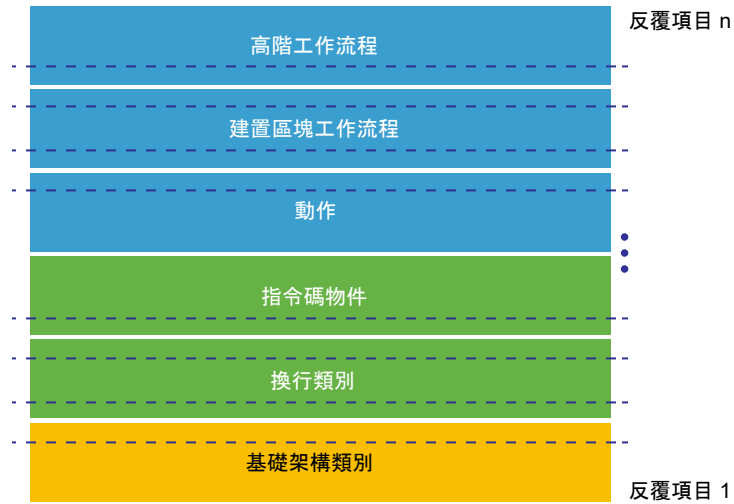 反覆項目 n
高階工作流程
建置區塊工作流程
動作
指令碼物件
換行類別
基礎架構類別
反覆項目 1